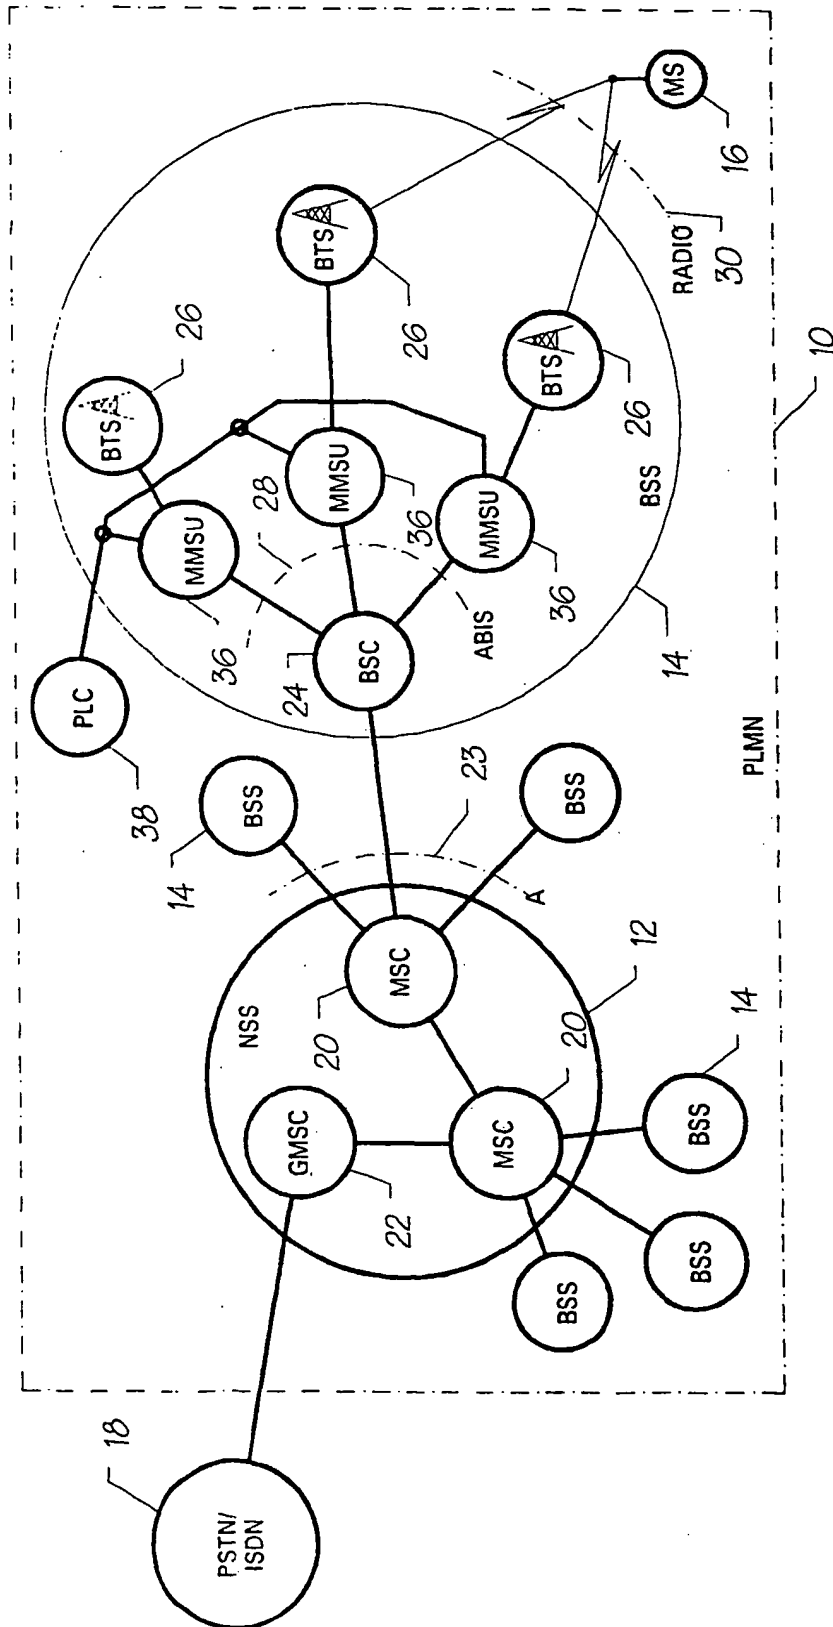 PSTN/
ISDN
18
GMSC
22
NSS
MSC
20
MSC
20
12
BSS
BSS
BSS
14
BSS
14
BSS
A
23
PLC
38
BSC
24
ABIS
28
MMSU
36
MMSU
36
MMSU
36
BTS
26
BTS
26
BTS
26
BSS
14
RADIO
30
MS
16
PLMN
10